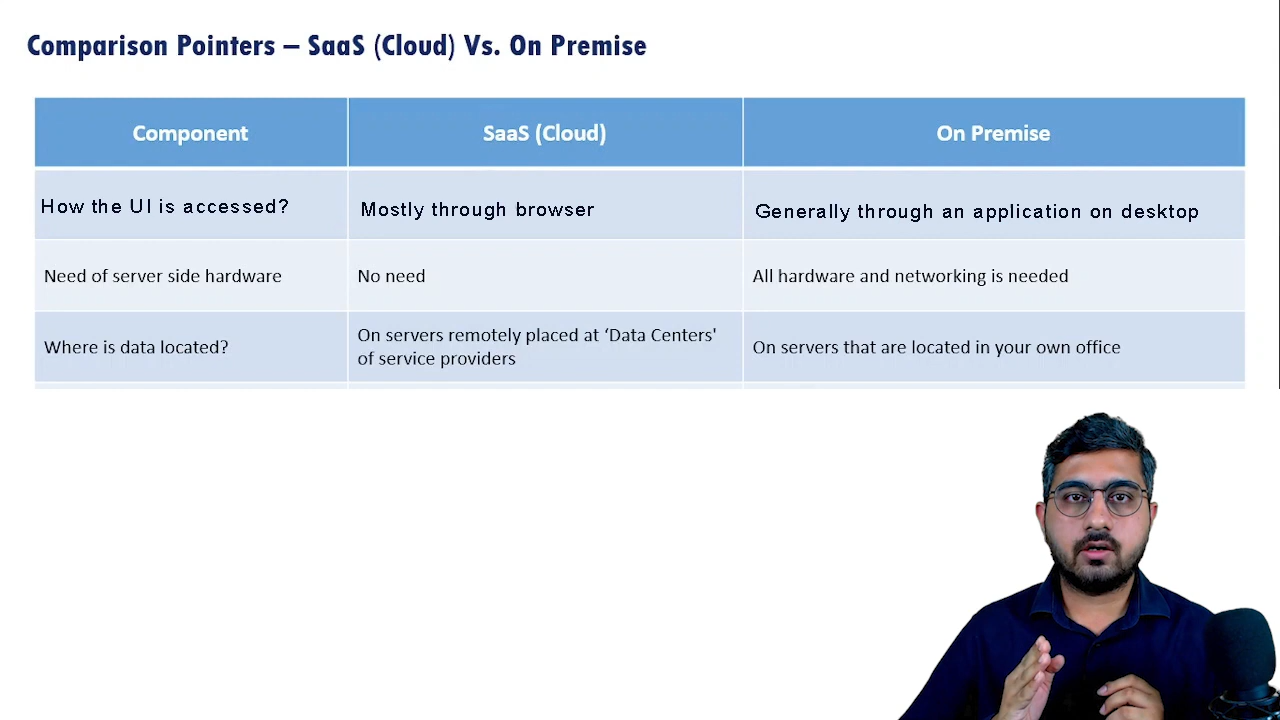 Comparison Pointers – SaaS (Cloud) Vs. On Premise
Component
SaaS (Cloud)
On Premise
How the UI is accessed?
Mostly through browser
Generally through an application on desktop
Need of server side hardware
No need
All hardware and networking is needed
Where is data located?
On servers remotely placed at ‘Data Centers'
of service providers
On servers that are located in your own office